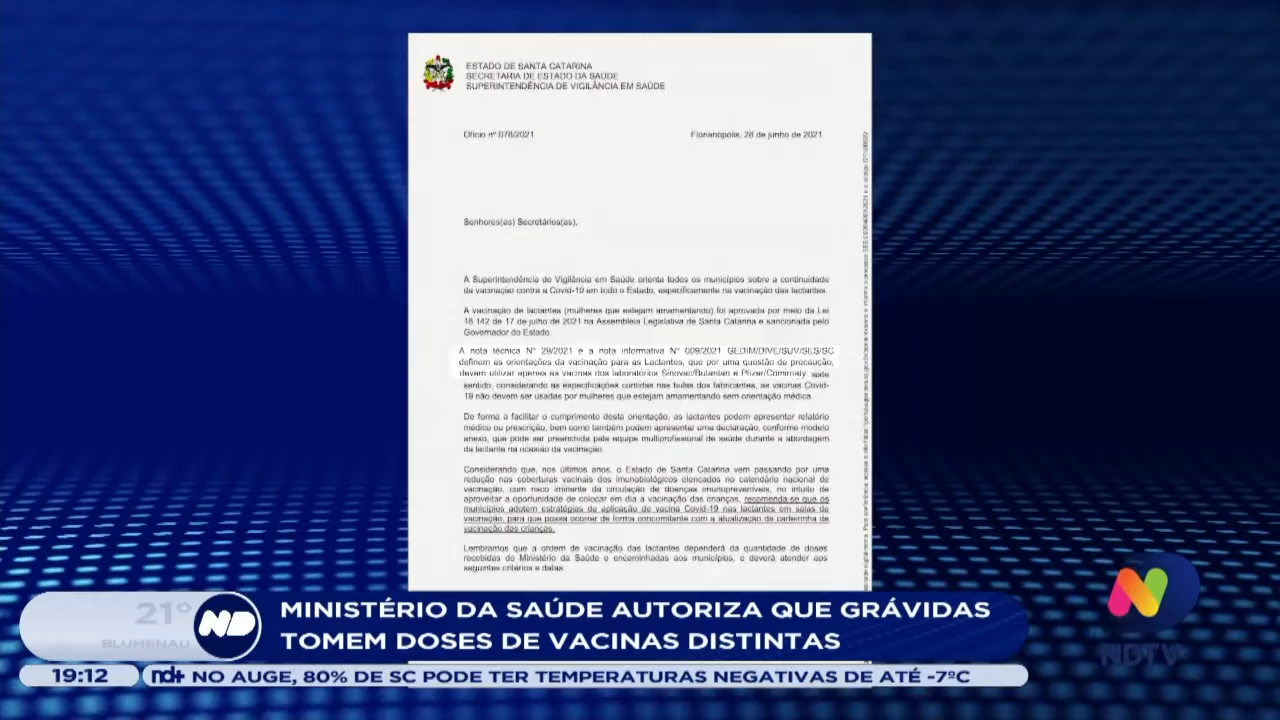 ESTADO DE SANTA CATARINA
SECRETARIA DE ESTADO DA SAÚDE
SUPERINTENDÊNCIA DE VIGILÂNCIA EM SAÚDE
Ofício nº 078/2021
Florianópolis, 28 de junho de 2021
Senhores(as) Secretários(as),
A Superintendência de Vigilância em Saúde orienta todos os municípios sobre a continuidade
da vacinação contra a Covid-19 em todo o Estado, especificamente na vacinação das lactantes.
A vacinação de lactantes (mulheres que estejam amamentando) foi aprovada por meio da Lei
18.142 de 17 de julho de 2021 na Assembleia Legislativa de Santa Catarina e sancionada pelo
Governador do Estado
A nota técnica Nº 29/2021 e a nota informativa Nº 009/2021 GEDIM/DIVE/SUV/SES/SC
definem as orientações da vacinação para as Lactantes, que por uma questão de precaução,
devem utilizar apenas as vacinas dos laboratórios Sinovac/Butantan e Pfizer/Comirnaty.
sentido, considerando as especificações contidas nas bulas dos fabricantes, as vacinas Covid-
19 não devem ser usadas por mulheres que estejam amamentando sem orientação médica.
De forma a facilitar o cumprimento desta orientação, as lactantes podem apresentar relatório
médico ou prescrição, bem como também podem apresentar uma declaração, conforme modelo
anexo, que pode ser preenchida pela equipe multiprofissional de saúde durante a abordagem
da lactante na ocasião da vacinação.
Considerando que, nos últimos anos, o Estado de Santa Catarina vem passando por uma
redução nas coberturas vacinais dos imunobiológicos elencados no calendário nacional de
vacinação, com risco iminente da circulação de doenças imunopreveníveis, no intuito de
aproveitar a oportunidade de colocar em dia a vacinação das crianças, recomenda-se que os
municípios adotem estratégias de aplicação de vacina Covid-19 nas lactantes em salas de
vacinação, para que possa ocorrer de forma concomitante com a atualização da carteirinha de
vacinação das crianças.
Lembramos que a ordem de vacinação das lactantes dependerá da quantidade de doses
recebidas do Ministério da Saúde e encaminhadas aos municípios, e deverá atender aos
seguintes critérios e datas
21°
BLUMENAU
ND
MINISTÉRIO DA SAÚDE AUTORIZA QUE GRÁVIDAS
TOMEM DOSES DE VACINAS DISTINTAS
NDTV
19:12
nd+ NO AUGE, 80% DE SC PODE TER TEMPERATURAS NEGATIVAS DE ATÉ -7ºC